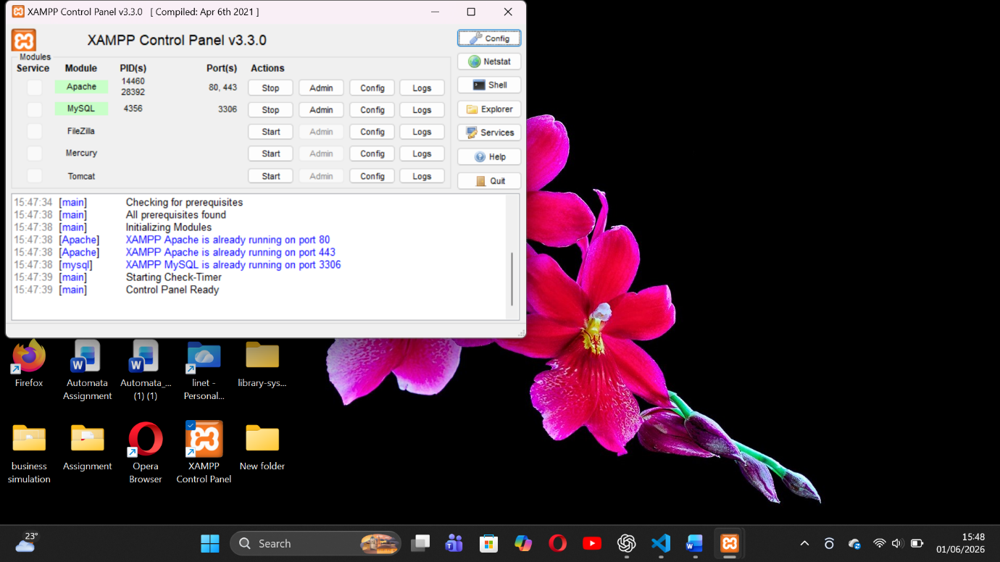 XAMPP Control Panel v3.3.0 [ Compiled: Apr 6th 2021 ]
XAMPP Control Panel v3.3.0
Config
Modules
Service Module PID(s) Port(s) Actions
Netstat
Apache 14460 28392 80, 443 Stop Admin Config Logs
Shell
MySQL 4356 3306 Stop Admin Config Logs
Explorer
FileZilla Start Admin Config Logs
Services
Mercury Start Admin Config Logs
Help
Tomcat Start Admin Config Logs
Quit
15:47:34 [main] Checking for prerequisites
15:47:38 [main] All prerequisites found
15:47:38 [main] Initializing Modules
15:47:38 [Apache] XAMPP Apache is already running on port 80
15:47:38 [Apache] XAMPP Apache is already running on port 443
15:47:38 [mysql] XAMPP MySQL is already running on port 3306
15:47:39 [main] Starting Check-Timer
15:47:39 [main] Control Panel Ready
Firefox
Automata
Assignment
Automata_...
(1) (1)
linet -
Personal...
library-sys...
business
simulation
Assignment
Opera
Browser
XAMPP
Control Panel
New folder
23°
Search
15:48
01/06/2026